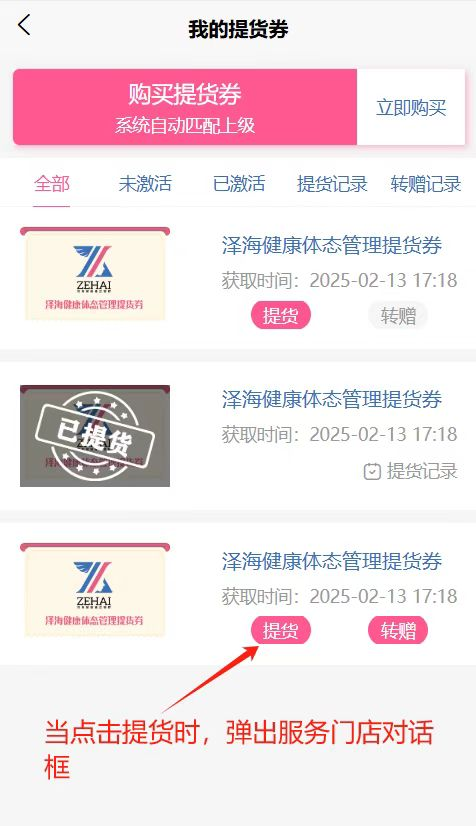 我的提货券
购买提货券
系统自动匹配上级
立即购买
全部 未激活 已激活 提货记录 转赠记录
ZEHAI
泽海健康体态管理提货券
泽海健康体态管理提货券
获取时间：2025-02-13 17:18
提货 转赠
已提货
泽海健康体态管理提货券
泽海健康体态管理提货券
获取时间：2025-02-13 17:18
提货记录
ZEHAI
泽海健康体态管理提货券
泽海健康体态管理提货券
获取时间：2025-02-13 17:18
提货 转赠
当点击提货时，弹出服务门店对话
框